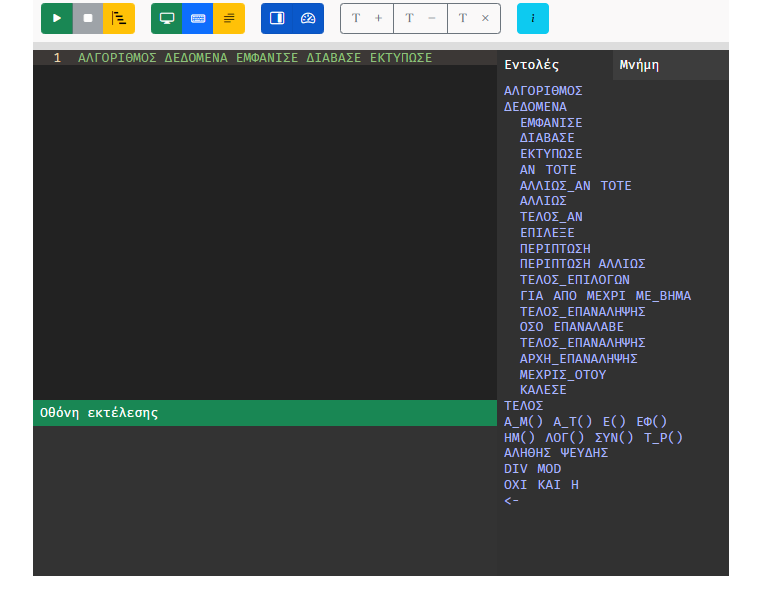 T + T − T ×
i
1 ΑΛΓΟΡΙΘΜΟΣ ΔΕΔΟΜΕΝΑ ΕΜΦΑΝΙΣΕ ΔΙΑΒΑΣΕ ΕΚΤΥΠΩΣΕ
Εντολές Μνήμη
ΑΛΓΟΡΙΘΜΟΣ
ΔΕΔΟΜΕΝΑ
ΕΜΦΑΝΙΣΕ
ΔΙΑΒΑΣΕ
ΕΚΤΥΠΩΣΕ
ΑΝ ΤΟΤΕ
ΑΛΛΙΩΣ_ΑΝ ΤΟΤΕ
ΑΛΛΙΩΣ
ΤΕΛΟΣ_ΑΝ
ΕΠΙΛΕΞΕ
ΠΕΡΙΠΤΩΣΗ
ΠΕΡΙΠΤΩΣΗ ΑΛΛΙΩΣ
ΤΕΛΟΣ_ΕΠΙΛΟΓΩΝ
ΓΙΑ ΑΠΟ ΜΕΧΡΙ ΜΕ_ΒΗΜΑ
ΤΕΛΟΣ_ΕΠΑΝΑΛΗΨΗΣ
ΟΣΟ ΕΠΑΝΑΛΑΒΕ
ΤΕΛΟΣ_ΕΠΑΝΑΛΗΨΗΣ
ΑΡΧΗ_ΕΠΑΝΑΛΗΨΗΣ
ΜΕΧΡΙΣ_ΟΤΟΥ
ΚΑΛΕΣΕ
ΤΕΛΟΣ
Α_Μ() Α_Τ() Ε() ΕΦ()
ΗΜ() ΛΟΓ() ΣΥΝ() Τ_Ρ()
ΑΛΗΘΗΣ ΨΕΥΔΗΣ
DIV MOD
ΟΧΙ ΚΑΙ Η
<-
Οθόνη εκτέλεσης